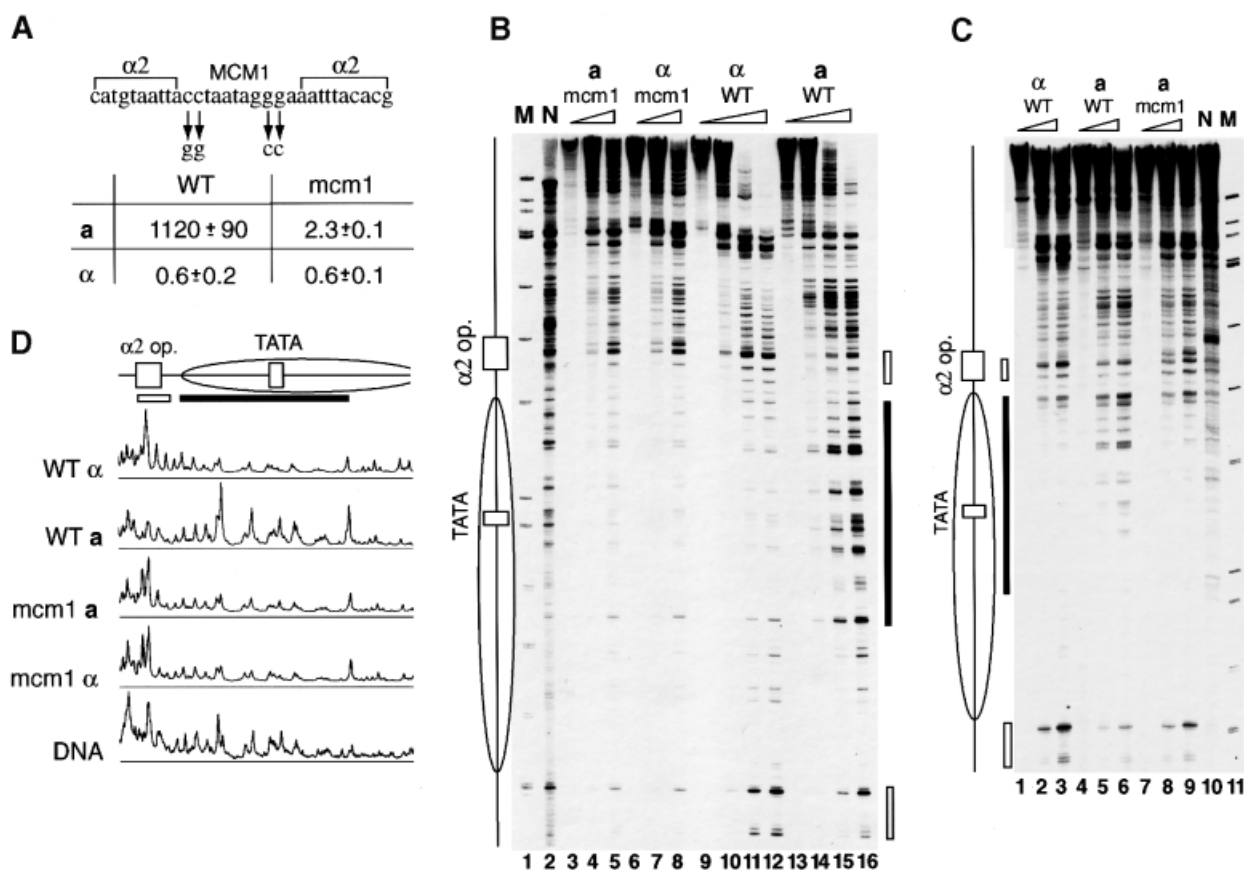 A
α2 MCM1 α2
catgtaattacctaatagggaaatttacacg
gg cc
WT mcm1
a 1120 ± 90 2.3±0.1
α 0.6±0.2 0.6±0.1
B
a α α a
mcm1 mcm1 WT WT
M N
α2 op.
TATA
1 2 3 4 5 6 7 8 9 10 11 12 13 14 15 16
C
α a a
WT WT mcm1
N M
α2 op.
TATA
1 2 3 4 5 6 7 8 9 10 11
D
α2 op. TATA
WT α
WT a
mcm1 a
mcm1 α
DNA